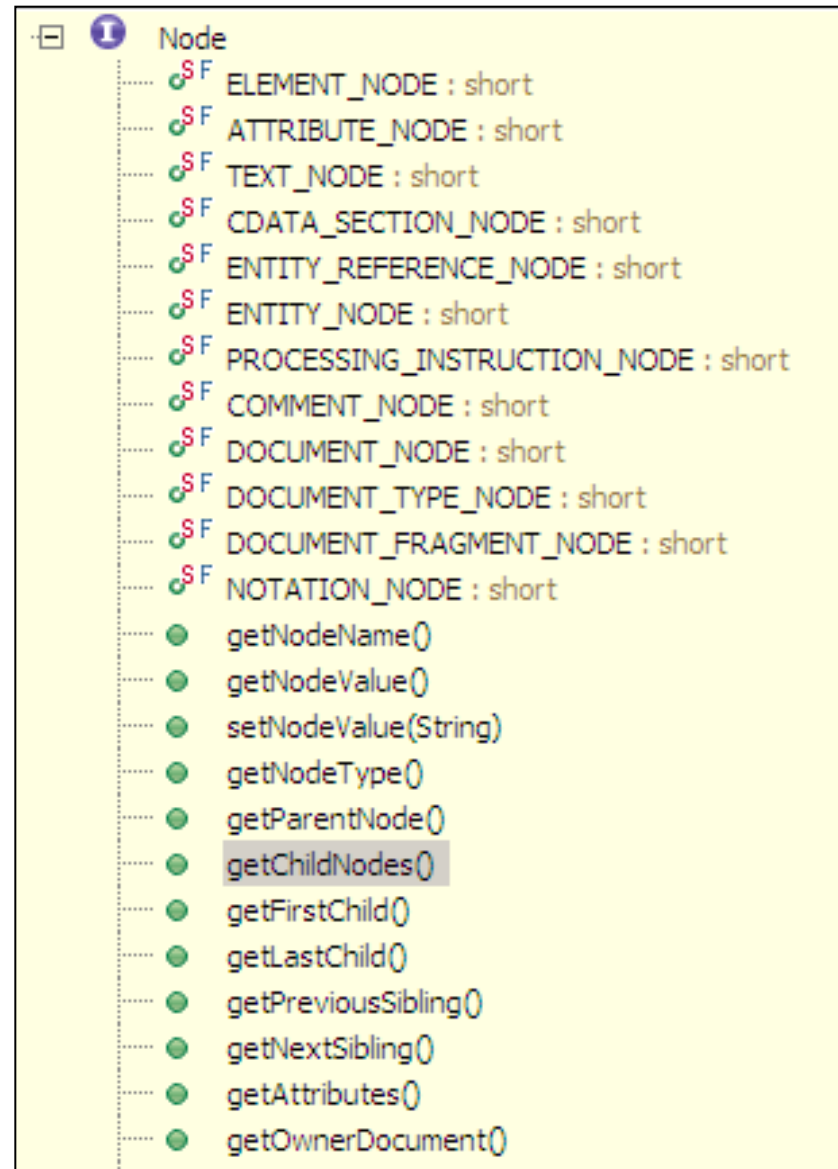 I Node
S F ELEMENT_NODE : short
S F ATTRIBUTE_NODE : short
S F TEXT_NODE : short
S F CDATA_SECTION_NODE : short
S F ENTITY_REFERENCE_NODE : short
S F ENTITY_NODE : short
S F PROCESSING_INSTRUCTION_NODE : short
S F COMMENT_NODE : short
S F DOCUMENT_NODE : short
S F DOCUMENT_TYPE_NODE : short
S F DOCUMENT_FRAGMENT_NODE : short
S F NOTATION_NODE : short
getNodeName()
getNodeValue()
setNodeValue(String)
getNodeType()
getParentNode()
getChildNodes()
getFirstChild()
getLastChild()
getPreviousSibling()
getNextSibling()
getAttributes()
getOwnerDocument()